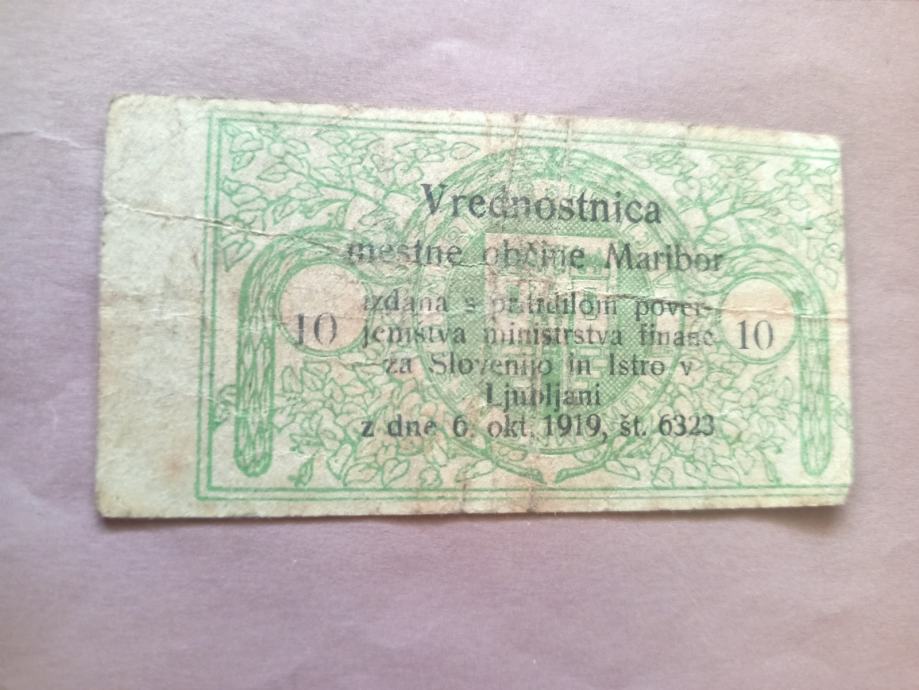 Vrednostnica
mestne občine Maribor
izdana s pritrdilom pover-
jeništva ministrstva financ
za Slovenijo in Istro v
Ljubljani
z dne 6. okt. 1919, št. 6323
10
10